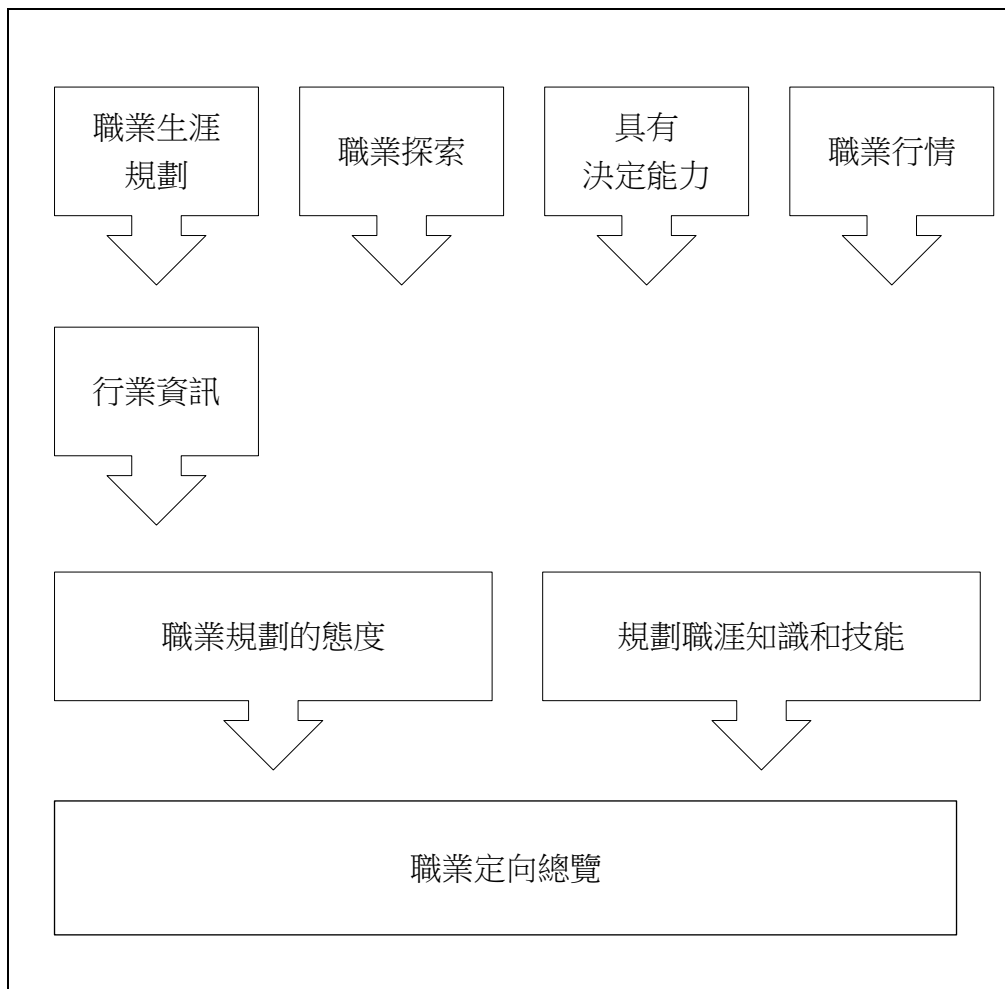 職業生涯
規劃
職業探索
具有
決定能力
職業行情
行業資訊
職業規劃的態度
規劃職涯知識和技能
職業定向總覽